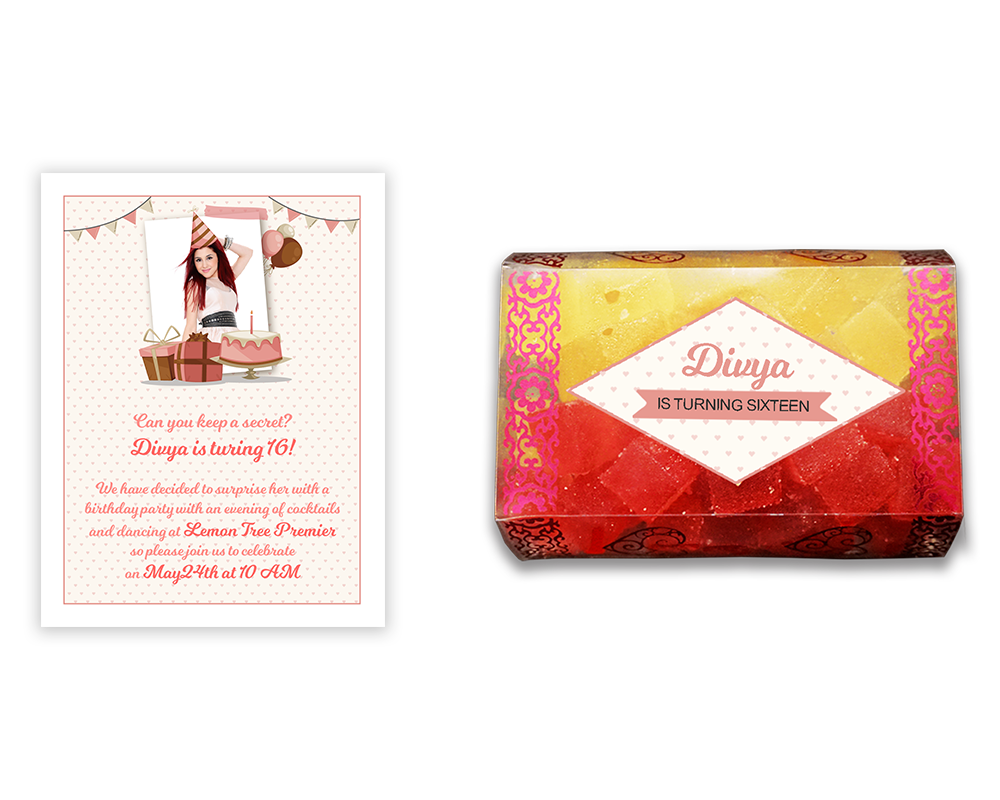 Can you keep a secret?
Divya is turing 16!
We have decided to surprise her with a
birthday party with an evening of cocktails
and dancing at Lemon Tree Premier
so please join us to celebrate
on May24th at 10 AM
Divya
IS TURNING SIXTEEN